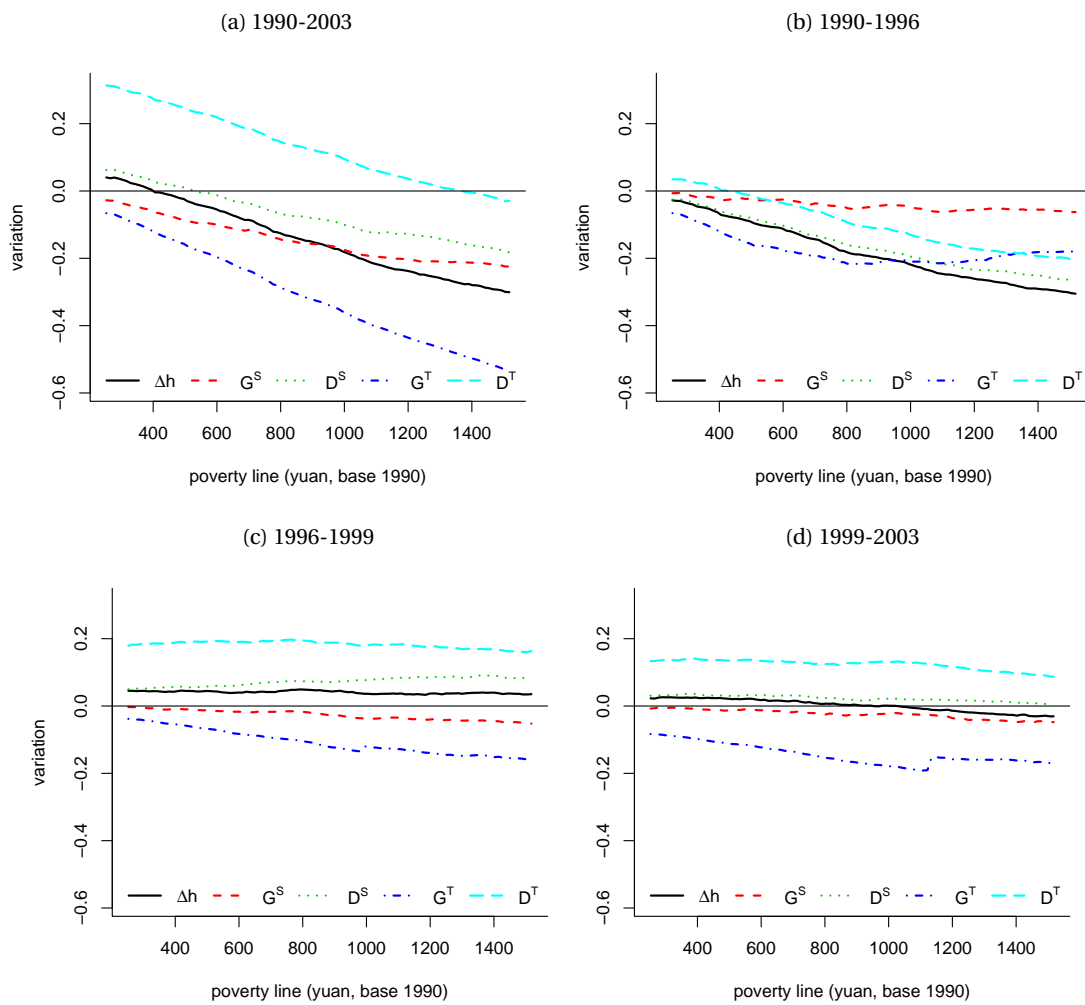 (a) 1990-2003
variation
0.2
0.0
−0.2
−0.4
−0.6
Δh G^S D^S G^T D^T
400 600 800 1000 1200 1400
poverty line (yuan, base 1990)
(b) 1990-1996
variation
0.2
0.0
−0.2
−0.4
−0.6
Δh G^S D^S G^T D^T
400 600 800 1000 1200 1400
poverty line (yuan, base 1990)
(c) 1996-1999
variation
0.2
0.0
−0.2
−0.4
−0.6
Δh G^S D^S G^T D^T
400 600 800 1000 1200 1400
poverty line (yuan, base 1990)
(d) 1999-2003
variation
0.2
0.0
−0.2
−0.4
−0.6
Δh G^S D^S G^T D^T
400 600 800 1000 1200 1400
poverty line (yuan, base 1990)